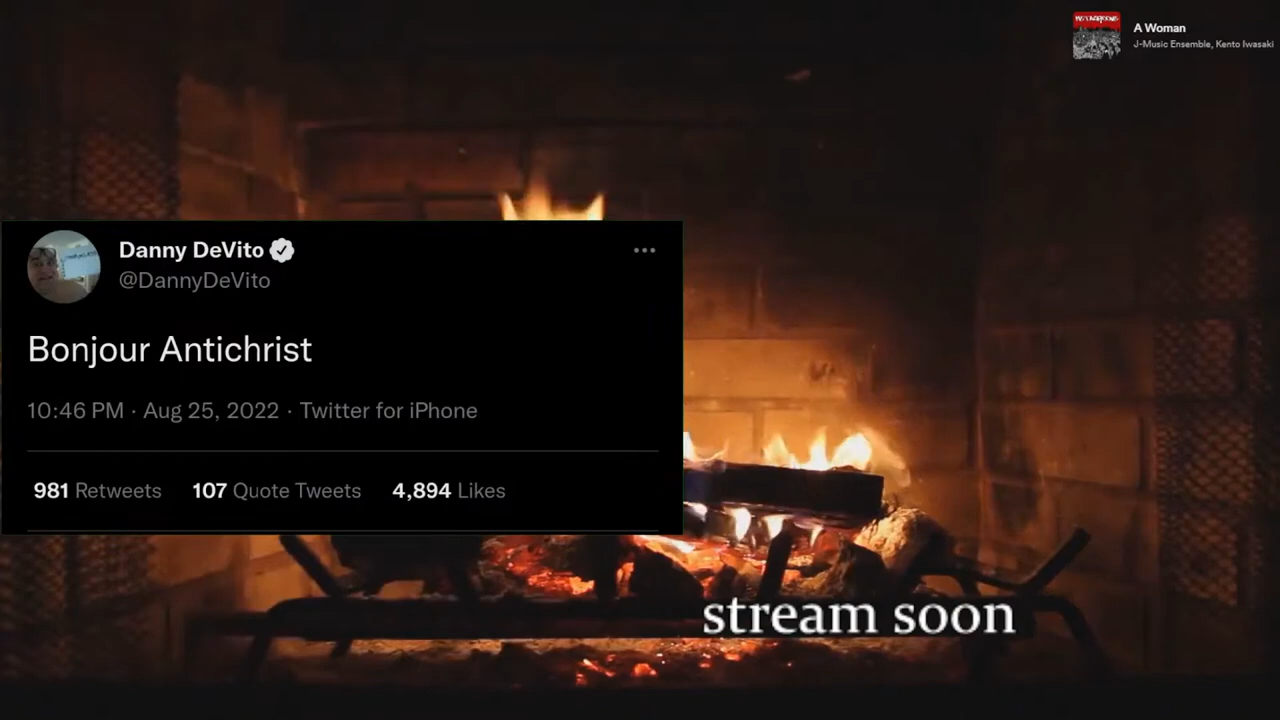 A Woman
J-Music Ensemble, Kento Iwasaki
Danny DeVito
@DannyDeVito
Bonjour Antichrist
10:46 PM · Aug 25, 2022 · Twitter for iPhone
981 Retweets 107 Quote Tweets 4,894 Likes
stream soon